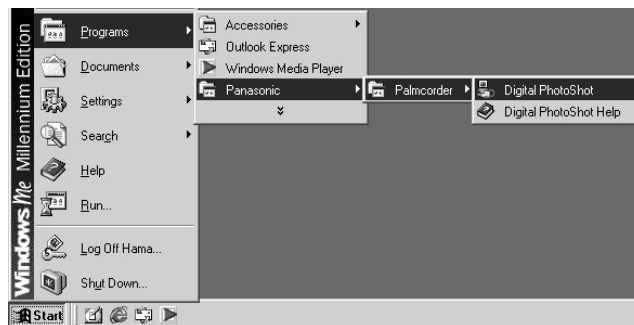 Windows Me Millennium Edition
Programs
Documents
Settings
Search
Help
Run...
Log Off Hama...
Shut Down...
Accessories
Outlook Express
Windows Media Player
Panasonic
Palmcorder
Digital PhotoShot
Digital PhotoShot Help
Start